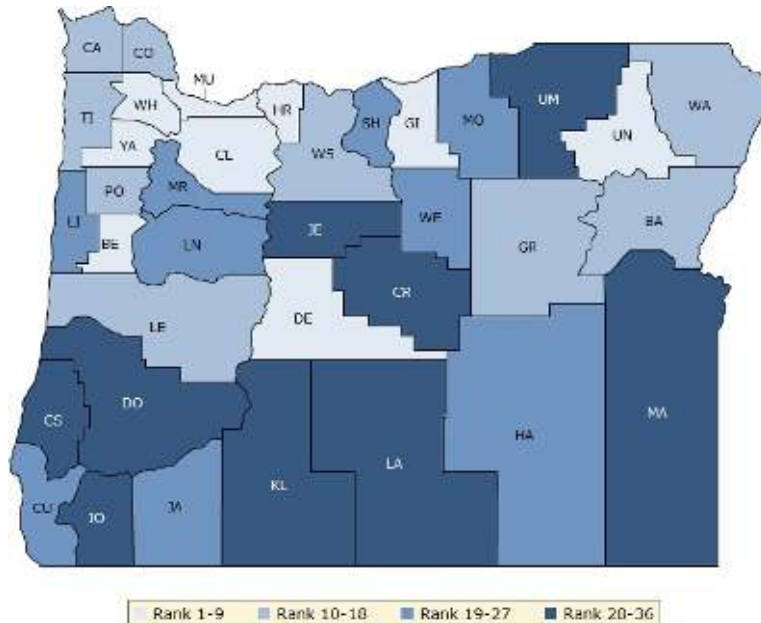 CA
CO
MU
WH
HR
TI
SH
GI
MO
UM
WA
YA
CL
WS
UN
PO
MR
LI
WE
BA
BE
LN
JE
GR
CR
LE
DE
DO
CS
MA
HA
LA
KL
CU
JO
JA
Rank 1-9 Rank 10-18 Rank 19-27 Rank 28-36